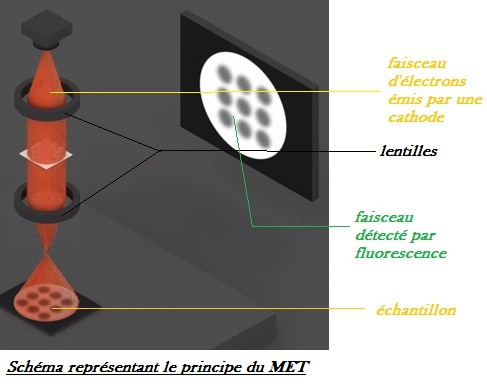 faisceau
d'électrons
émis par une
cathode
lentilles
faisceau
détecté par
fluorescence
échantillon
Schéma représentant le principe du MET